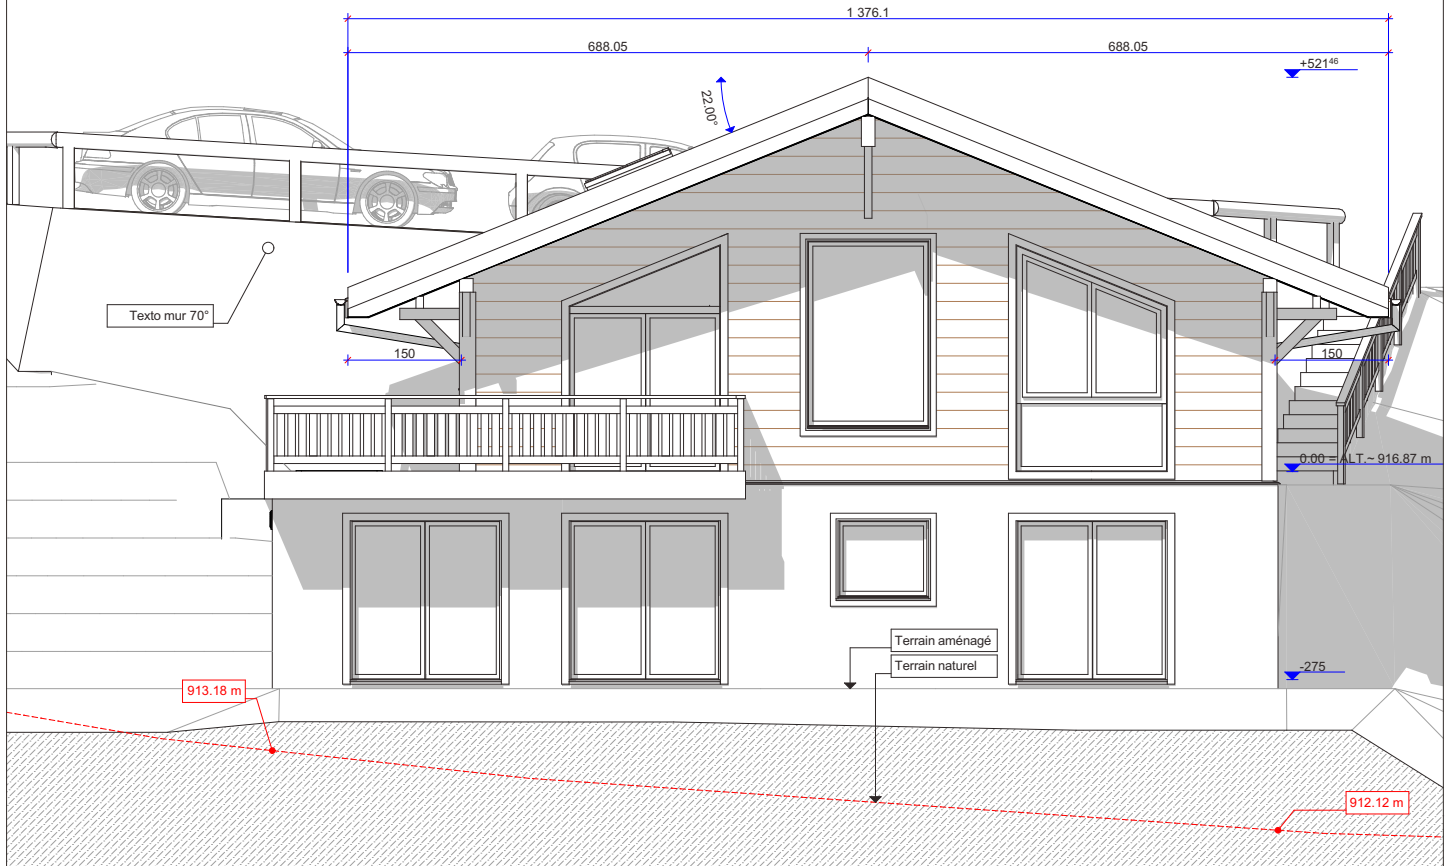 1 376.1
688.05
688.05
+521⁴⁶
22.00°
Texto mur 70°
150
150
0.00 = ALT.~ 916.87 m
Terrain aménagé
Terrain naturel
-275
913.18 m
912.12 m